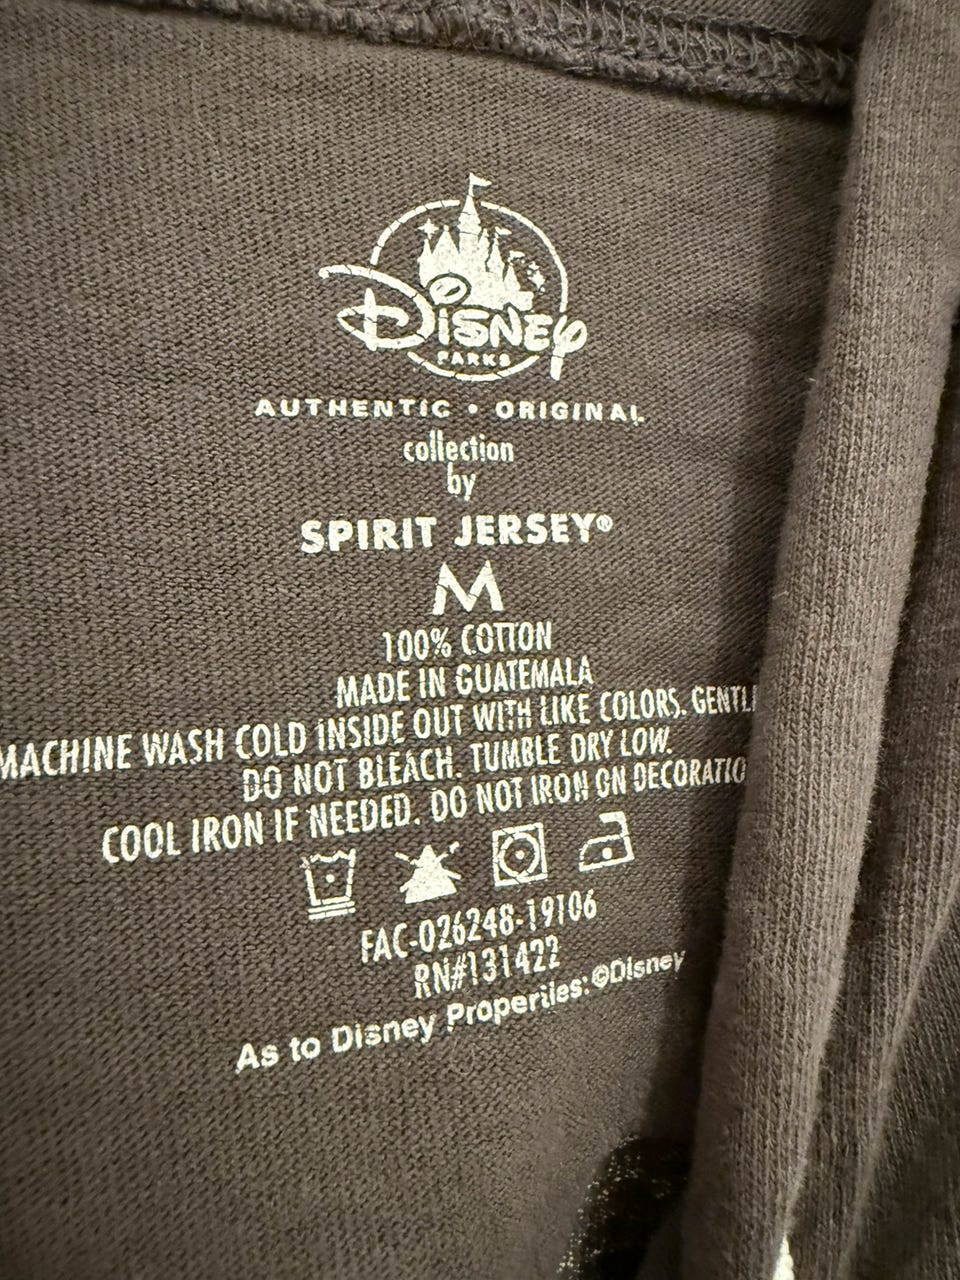 Disney
PARKS
AUTHENTIC • ORIGINAL
collection
by
SPIRIT JERSEY®
M
100% COTTON
MADE IN GUATEMALA
MACHINE WASH COLD INSIDE OUT WITH LIKE COLORS. GENTL
DO NOT BLEACH. TUMBLE DRY LOW.
COOL IRON IF NEEDED. DO NOT IRON ON DECORATIO
FAC-026248-19106
RN#131422
As to Disney Properties: ©Disney